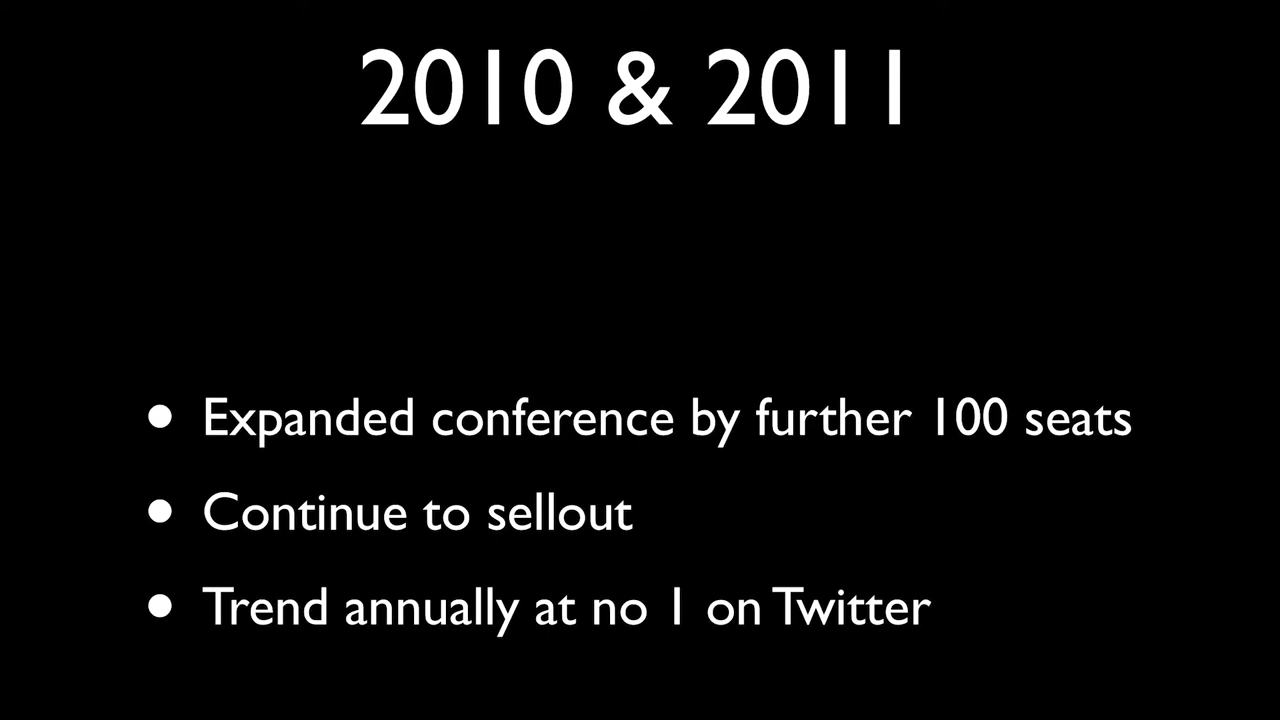 2010 & 2011
• Expanded conference by further 100 seats
• Continue to sellout
• Trend annually at no 1 on Twitter